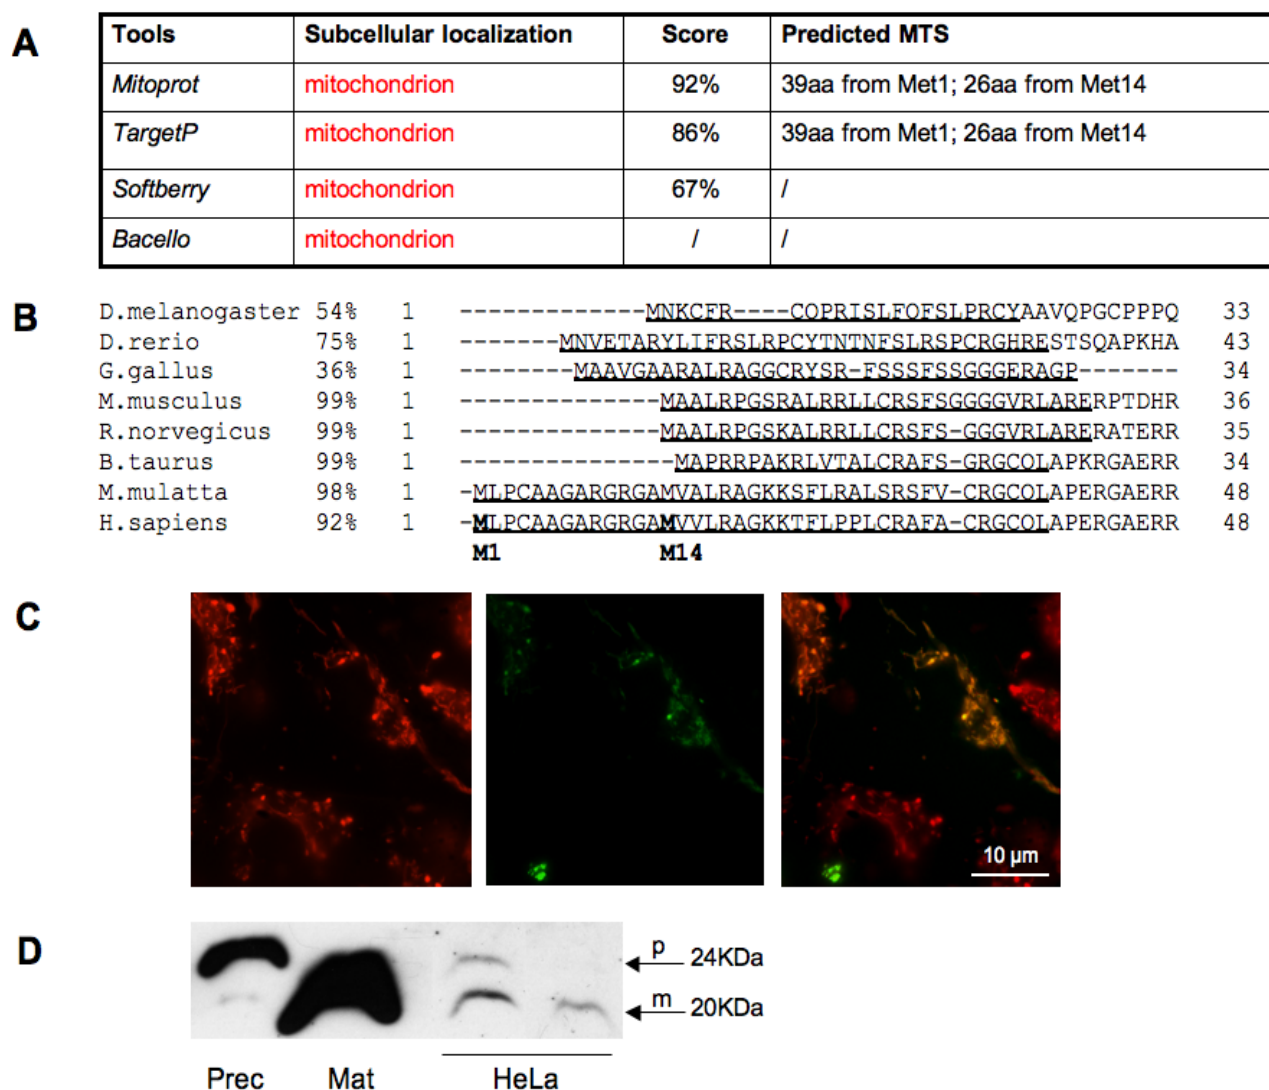 A
Tools Subcellular localization Score Predicted MTS
Mitoprot mitochondrion 92% 39aa from Met1; 26aa from Met14
TargetP mitochondrion 86% 39aa from Met1; 26aa from Met14
Softberry mitochondrion 67% /
Bacello mitochondrion / /
B
D.melanogaster 54% 1 -------------MNKCFR----COPRISLFOFSLPRCYAAVQPGCPPPQ 33
D.rerio 75% 1 -------MNVETARYLIFRSLRPCYTNTNFSLRSPCRGHRESTSQAPKHA 43
G.gallus 36% 1 --------MAAVGAARALRAGGCRYSR-FSSSFSSGGGERAGP------- 34
M.musculus 99% 1 --------------MAALRPGSRALRRLLCRSFSGGGGVRLARERPTDHR 36
R.norvegicus 99% 1 --------------MAALRPGSKALRRLLCRSFS-GGGVRLARERATERR 35
B.taurus 99% 1 ---------------MAPRRPAKRLVTALCRAFS-GRGCOLAPKRGAERR 34
M.mulatta 98% 1 -MLPCAAGARGRGAMVALRAGKKSFLRALSRSFV-CRGCOLAPERGAERR 48
H.sapiens 92% 1 -MLPCAAGARGRGAMVVLRAGKKTFLPPLCRAFA-CRGCOLAPERGAERR 48
M1 M14
C
10 µm
D
p 24KDa
m 20KDa
Prec Mat HeLa